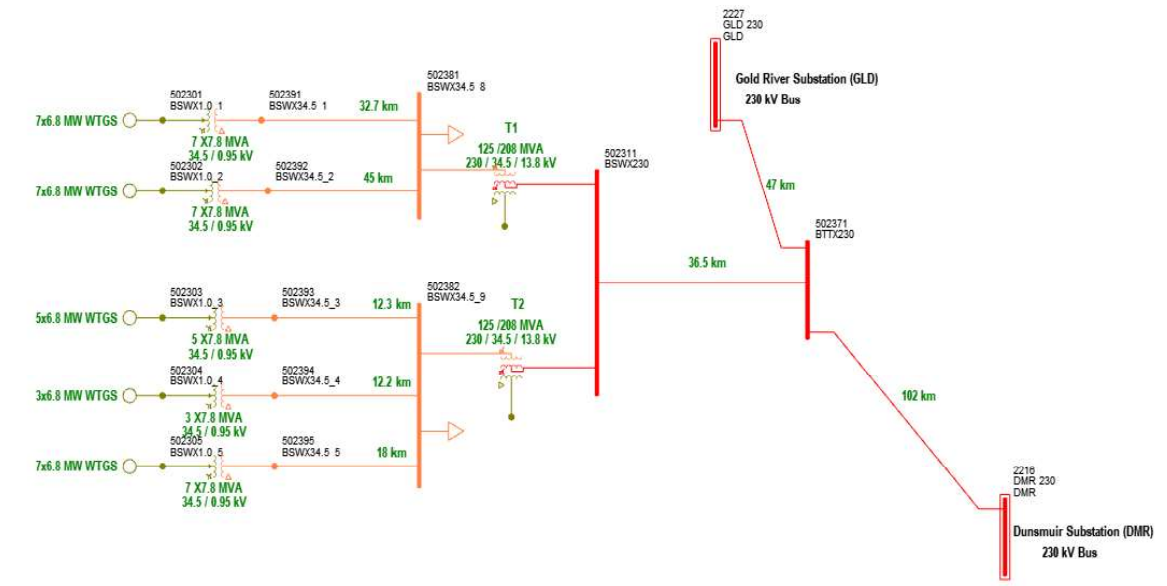 2227
GLD 230
GLD
Gold River Substation (GLD)
230 kV Bus
47 km
502381
BSWX34.5_8
502301
BSWX1.0_1
502391
BSWX34.5_1
32.7 km
7x6.8 MW WTGS
7 X7.8 MVA
34.5 / 0.95 kV
T1
125 /208 MVA
230 / 34.5 / 13.8 kV
502302
BSWX1.0_2
502392
BSWX34.5_2
45 km
7x6.8 MW WTGS
7 X7.8 MVA
34.5 / 0.95 kV
502311
BSWX230
36.5 km
502371
BTTX230
502382
BSWX34.5_9
502303
BSWX1.0_3
502393
BSWX34.5_3
12.3 km
5x6.8 MW WTGS
5 X7.8 MVA
34.5 / 0.95 kV
T2
125 /208 MVA
230 / 34.5 / 13.8 kV
502304
BSWX1.0_4
502394
BSWX34.5_4
12.2 km
3x6.8 MW WTGS
3 X7.8 MVA
34.5 / 0.95 kV
502305
BSWX1.0_5
502395
BSWX34.5_5
18 km
7x6.8 MW WTGS
7 X7.8 MVA
34.5 / 0.95 kV
102 km
2216
DMR 230
DMR
Dunsmuir Substation (DMR)
230 kV Bus